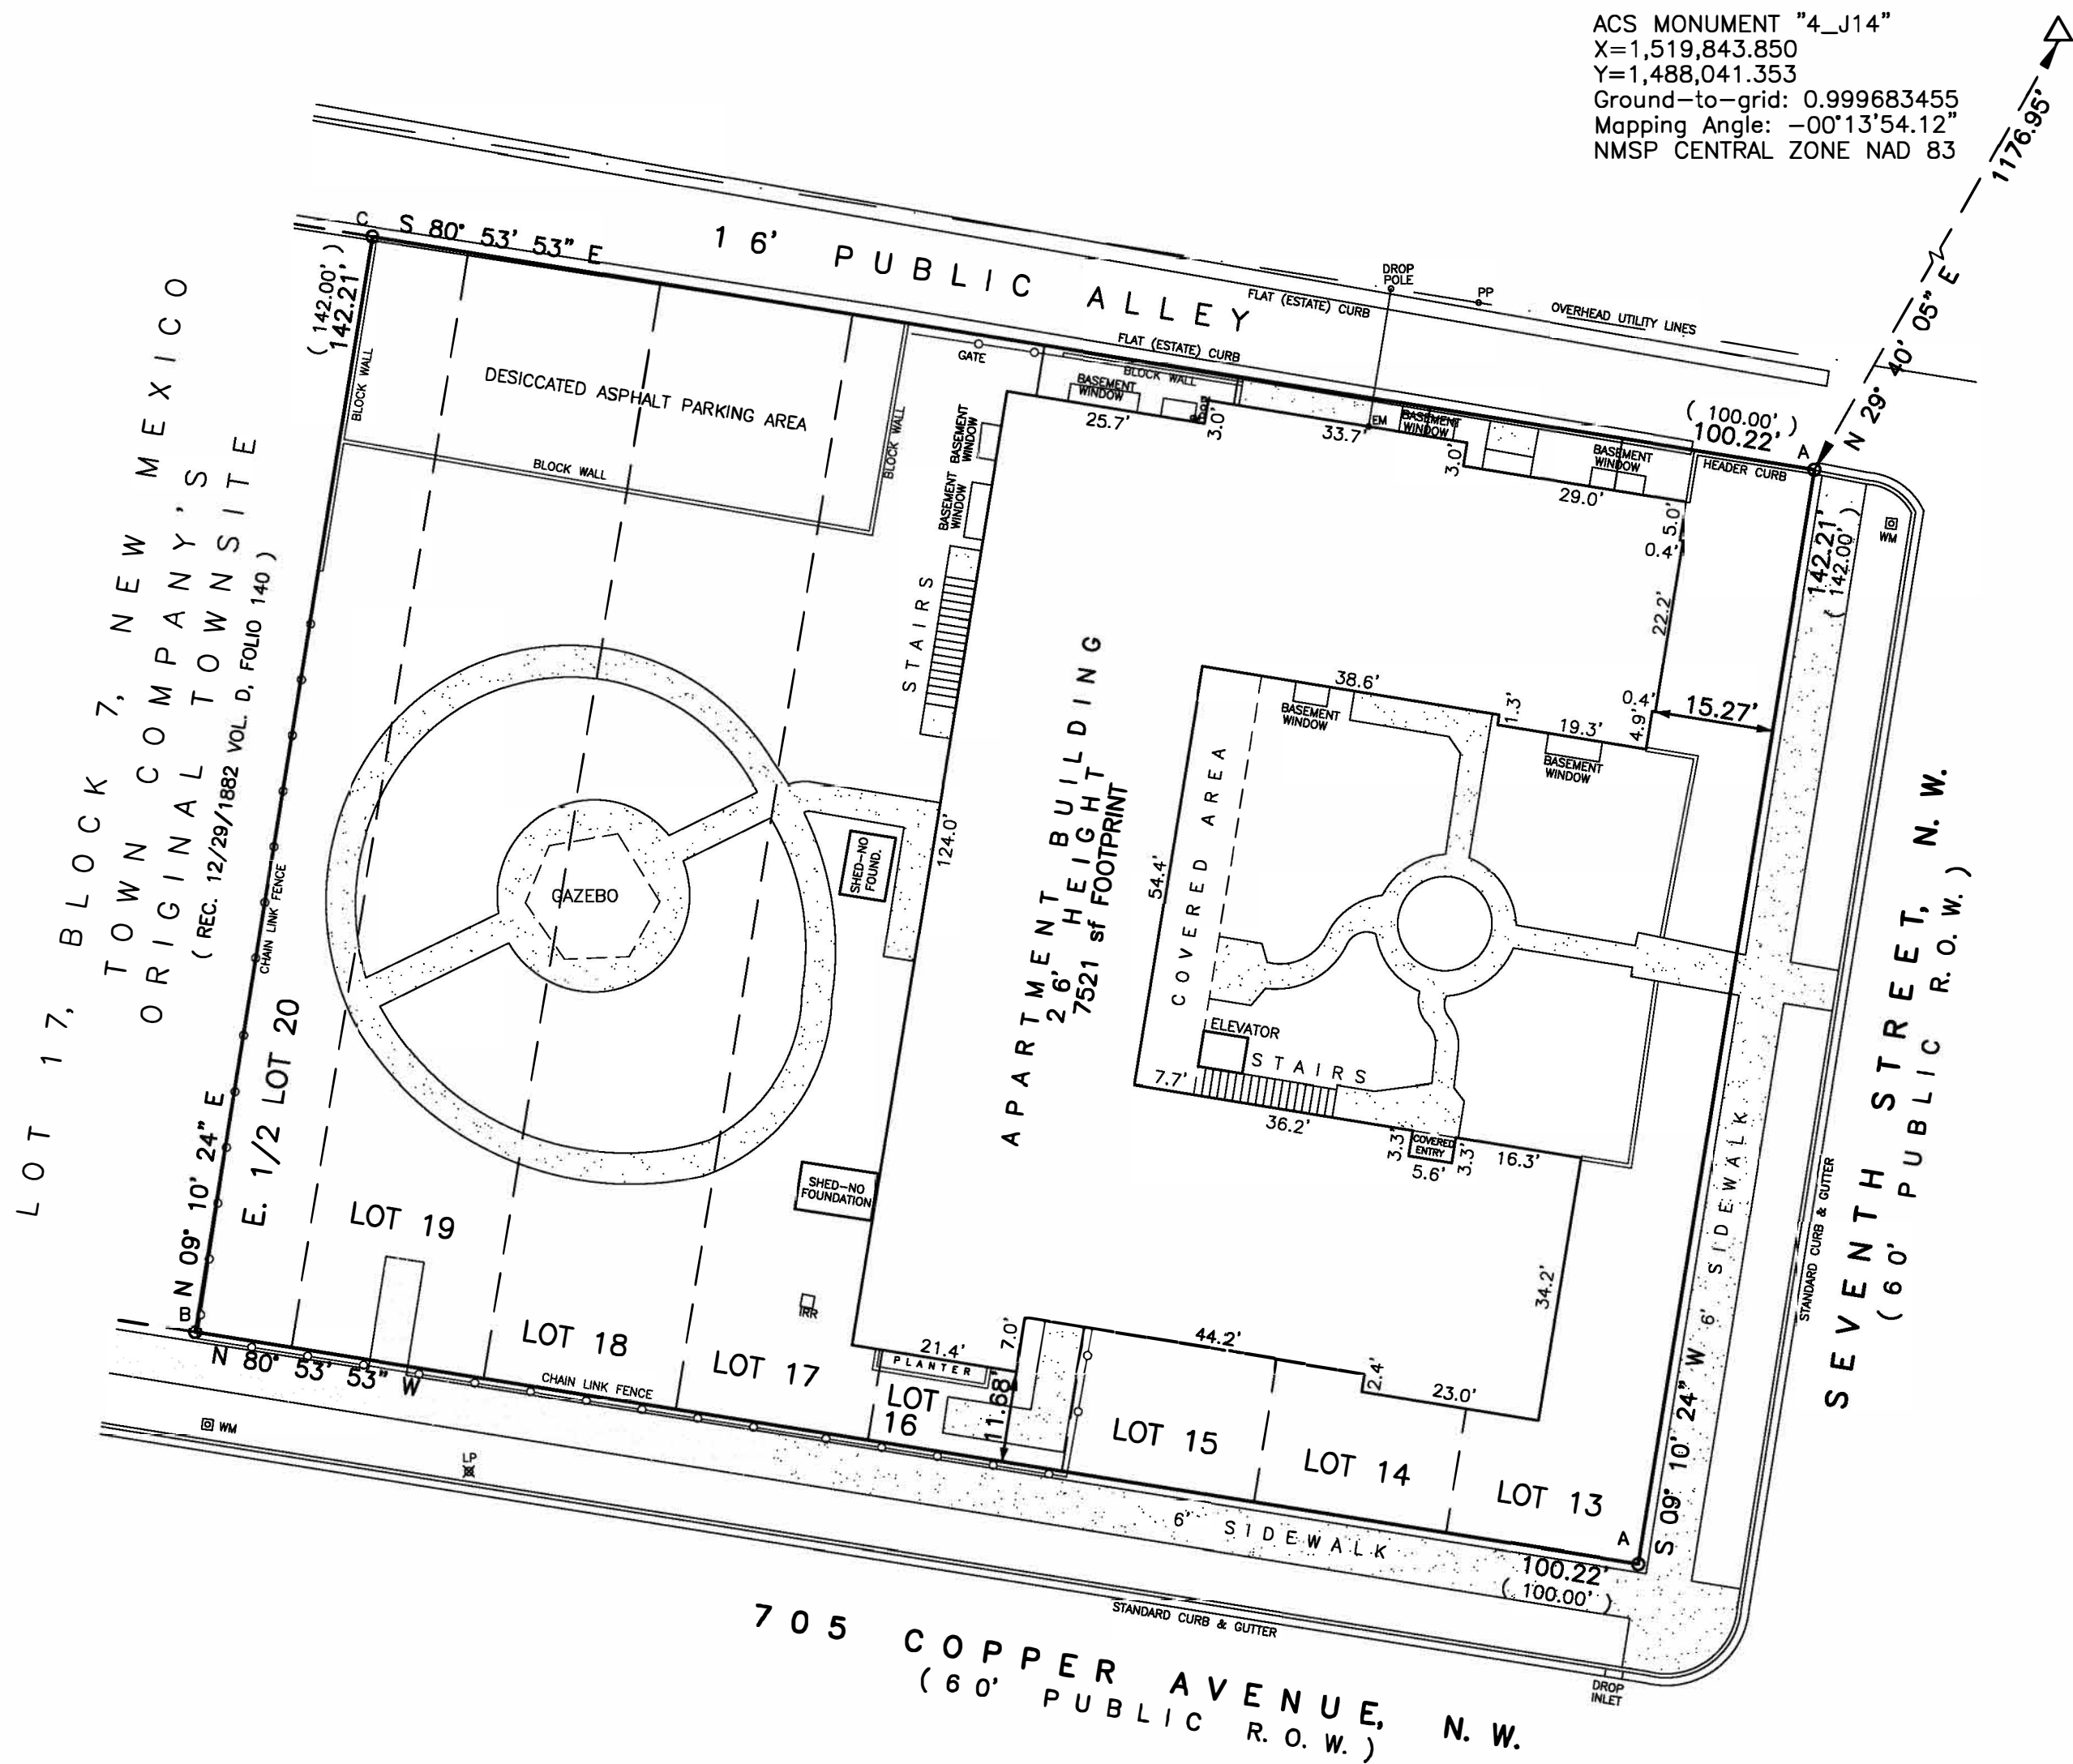 ACS MONUMENT "4_J14"
X=1,519,843.850
Y=1,488,041.353
Ground-to-grid: 0.999683455
Mapping Angle: -00°13'54.12"
NMSP CENTRAL ZONE NAD 83
1176.95'
N 29° 40' 05" E
C
S 80° 53' 53" E
16' PUBLIC ALLEY
DROP
POLE
PP
FLAT (ESTATE) CURB
OVERHEAD UTILITY LINES
FLAT (ESTATE) CURB
( 142.00' )
142.21'
BLOCK WALL
DESICCATED ASPHALT PARKING AREA
BLOCK WALL
BLOCK WALL
GATE
BLOCK WALL
BASEMENT
WINDOW
25.7'
3.0'
33.7'
EM
BASEMENT
WINDOW
3.0'
BASEMENT
WINDOW
29.0'
( 100.00' )
100.22'
A
HEADER CURB
BASEMENT
WINDOW
BASEMENT
WINDOW
STAIRS
5.0'
0.4'
22.2'
0.4'
4.9'
15.27'
142.21'
( 142.00' )
WM
LOT 17, BLOCK 7, NEW MEXICO
TOWN COMPANY'S
ORIGINAL TOWNSITE
( REC. 12/29/1882 VOL. D, FOLIO 140 )
CHAIN LINK FENCE
GAZEBO
SHED-NO
FOUND.
124.0'
APARTMENT BUILDING
26' HEIGHT
7521 sf FOOTPRINT
38.6'
BASEMENT
WINDOW
1.3'
19.3'
BASEMENT
WINDOW
54.4'
COVERED AREA
ELEVATOR
STAIRS
7.7'
36.2'
3.3'
COVERED
ENTRY
3.3'
5.6'
16.3'
34.2'
SEVENTH STREET, N. W.
( 60' PUBLIC R. O. W. )
STANDARD CURB & GUTTER
6' SIDEWALK
S 09° 10' 24" W
N 09° 10' 24" E
E. 1/2 LOT 20
LOT 19
SHED-NO
FOUNDATION
IRR
B
N 80° 53' 53" W
LOT 18
LOT 17
CHAIN LINK FENCE
21.4'
PLANTER
7.0'
11.68'
LOT
16
44.2'
2.4'
23.0'
LOT 15
LOT 14
LOT 13
A
WM
LP
6' SIDEWALK
100.22'
( 100.00' )
STANDARD CURB & GUTTER
705 COPPER AVENUE, N. W.
( 60' PUBLIC R. O. W. )
DROP
INLET